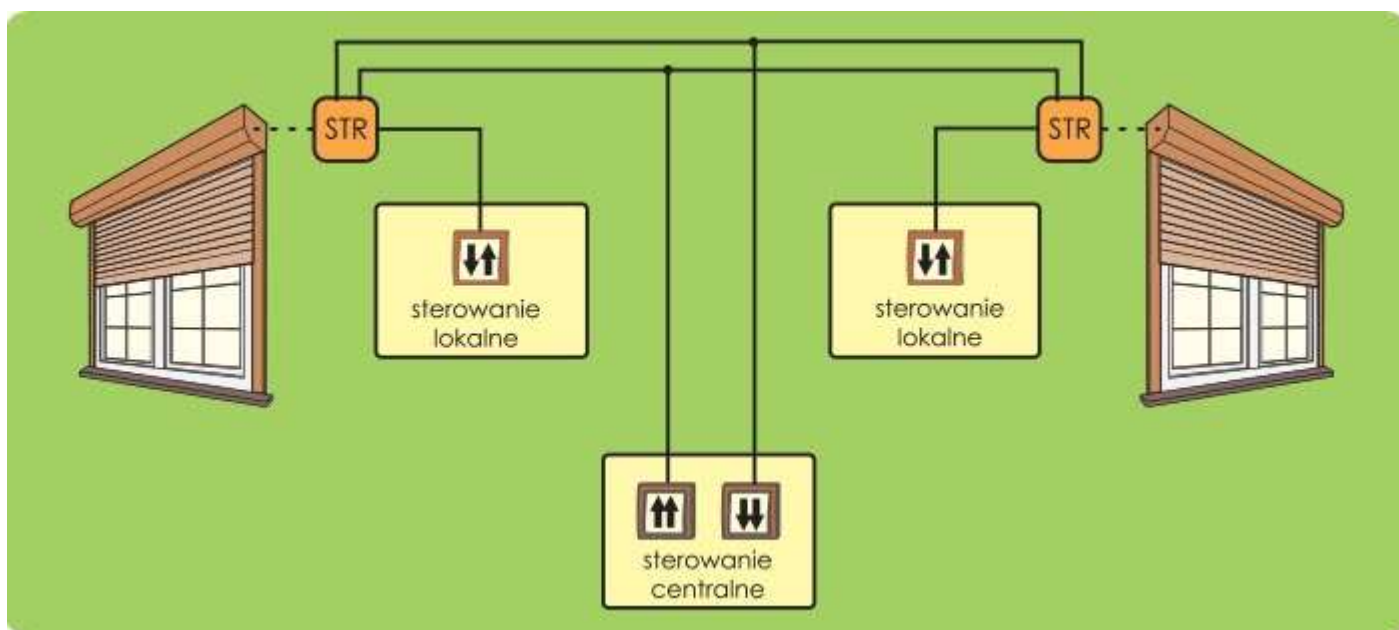 STR
STR
sterowanie
lokalne
sterowanie
lokalne
sterowanie
centralne